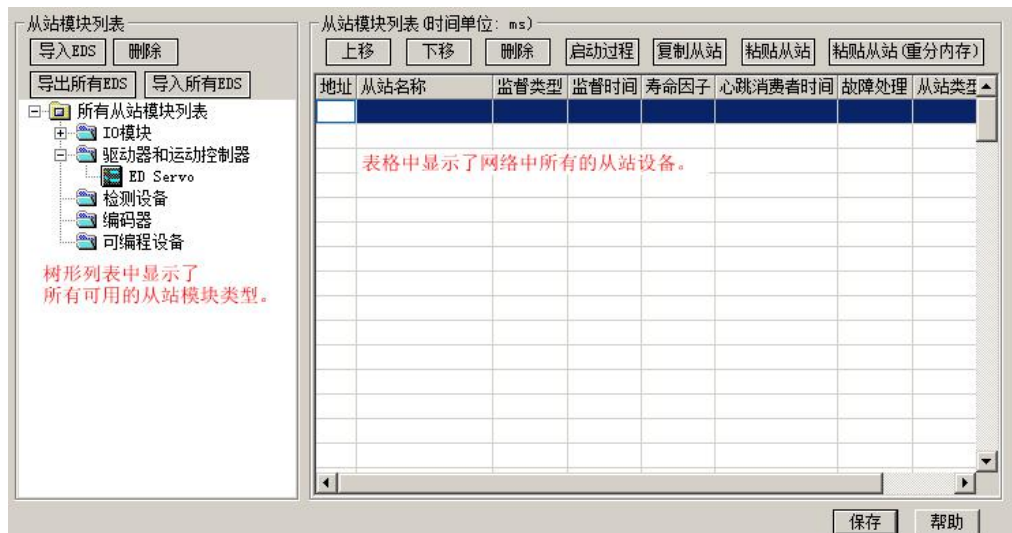 从站模块列表
导入EDS 删除
导出所有EDS 导入所有EDS
所有从站模块列表
IO模块
驱动器和运动控制器
ED Servo
检测设备
编码器
可编程设备
树形列表中显示了
所有可用的从站模块类型。
从站模块列表(时间单位: ms)
上移 下移 删除 启动过程 复制从站 粘贴从站 粘贴从站(重分内存)
地址 从站名称 监督类型 监督时间 寿命因子 心跳消费者时间 故障处理 从站类型
表格中显示了网络中所有的从站设备。
保存 帮助